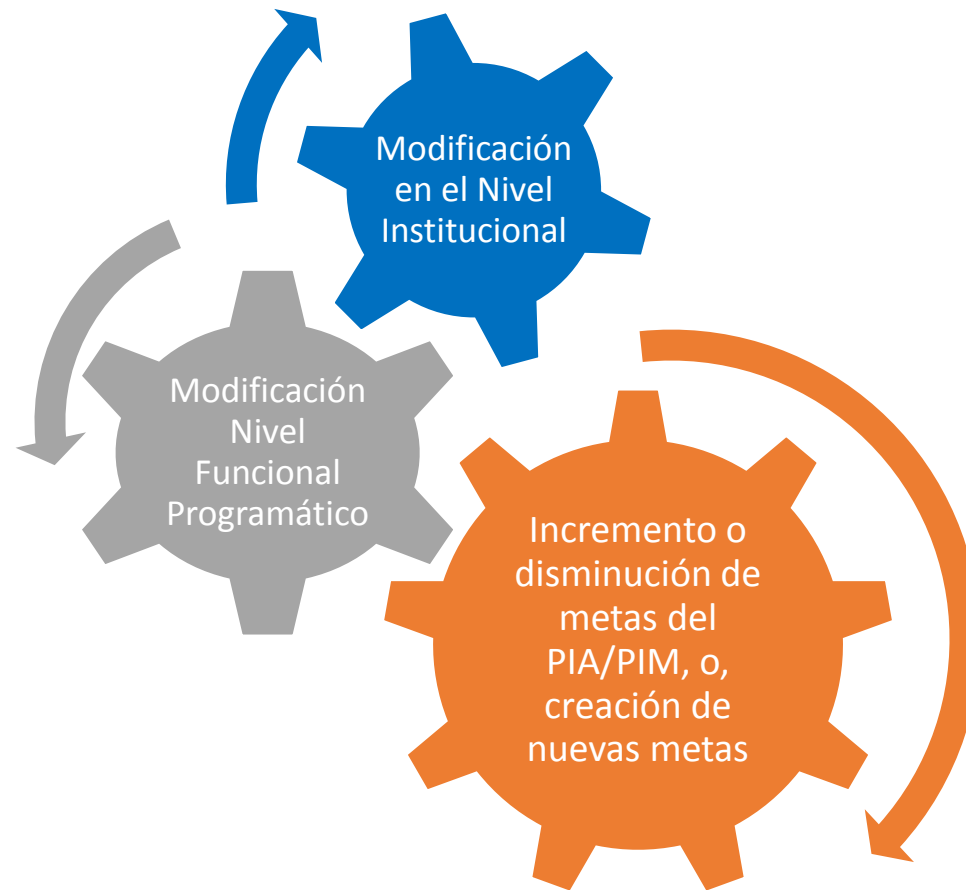 Modificación
en el Nivel
Institucional
Modificación
Nivel
Funcional
Programático
Incremento o
disminución de
metas del
PIA/PIM, o,
creación de
nuevas metas